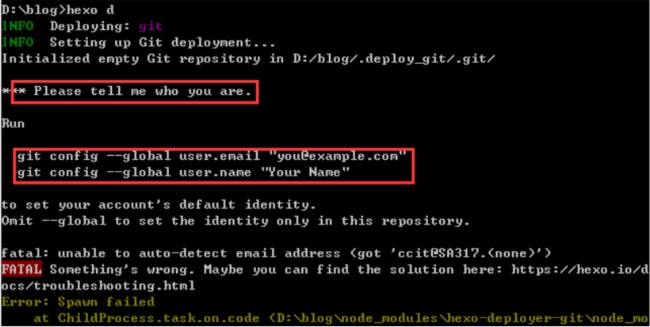 D:\blog>hexo d
INFO  Deploying: git
INFO  Setting up Git deployment...
Initialized empty Git repository in D:/blog/.deploy_git/.git/
*** Please tell me who you are.
Run
git config --global user.email "you@example.com"
git config --global user.name "Your Name"
to set your account's default identity.
Omit --global to set the identity only in this repository.
fatal: unable to auto-detect email address (got 'ccit@SA317.(none)')
FATAL Something's wrong. Maybe you can find the solution here: https://hexo.io/d
ocs/troubleshooting.html
Error: Spawn failed
at ChildProcess.task.on.code (D:\blog\node_modules\hexo-deployer-git\node_mo